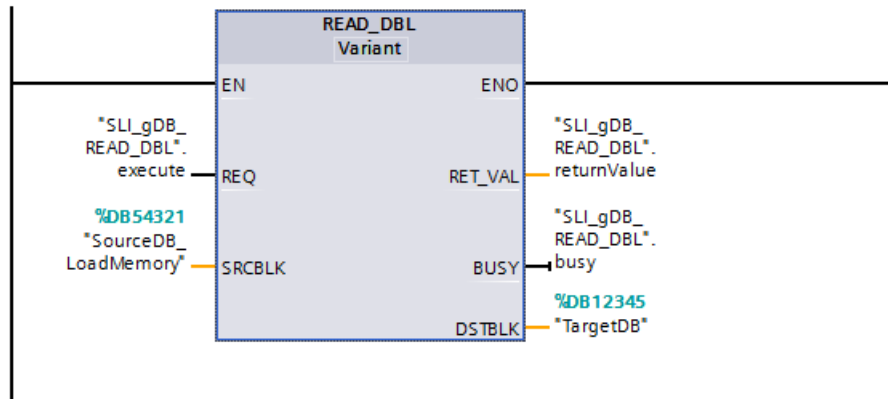 READ_DBL
Variant
EN
ENO
"SLI_gDB_
READ_DBL".
execute
REQ
RET_VAL
"SLI_gDB_
READ_DBL".
returnValue
%DB54321
"SourceDB_
LoadMemory"
SRCBLK
BUSY
"SLI_gDB_
READ_DBL".
busy
DSTBLK
%DB12345
"TargetDB"